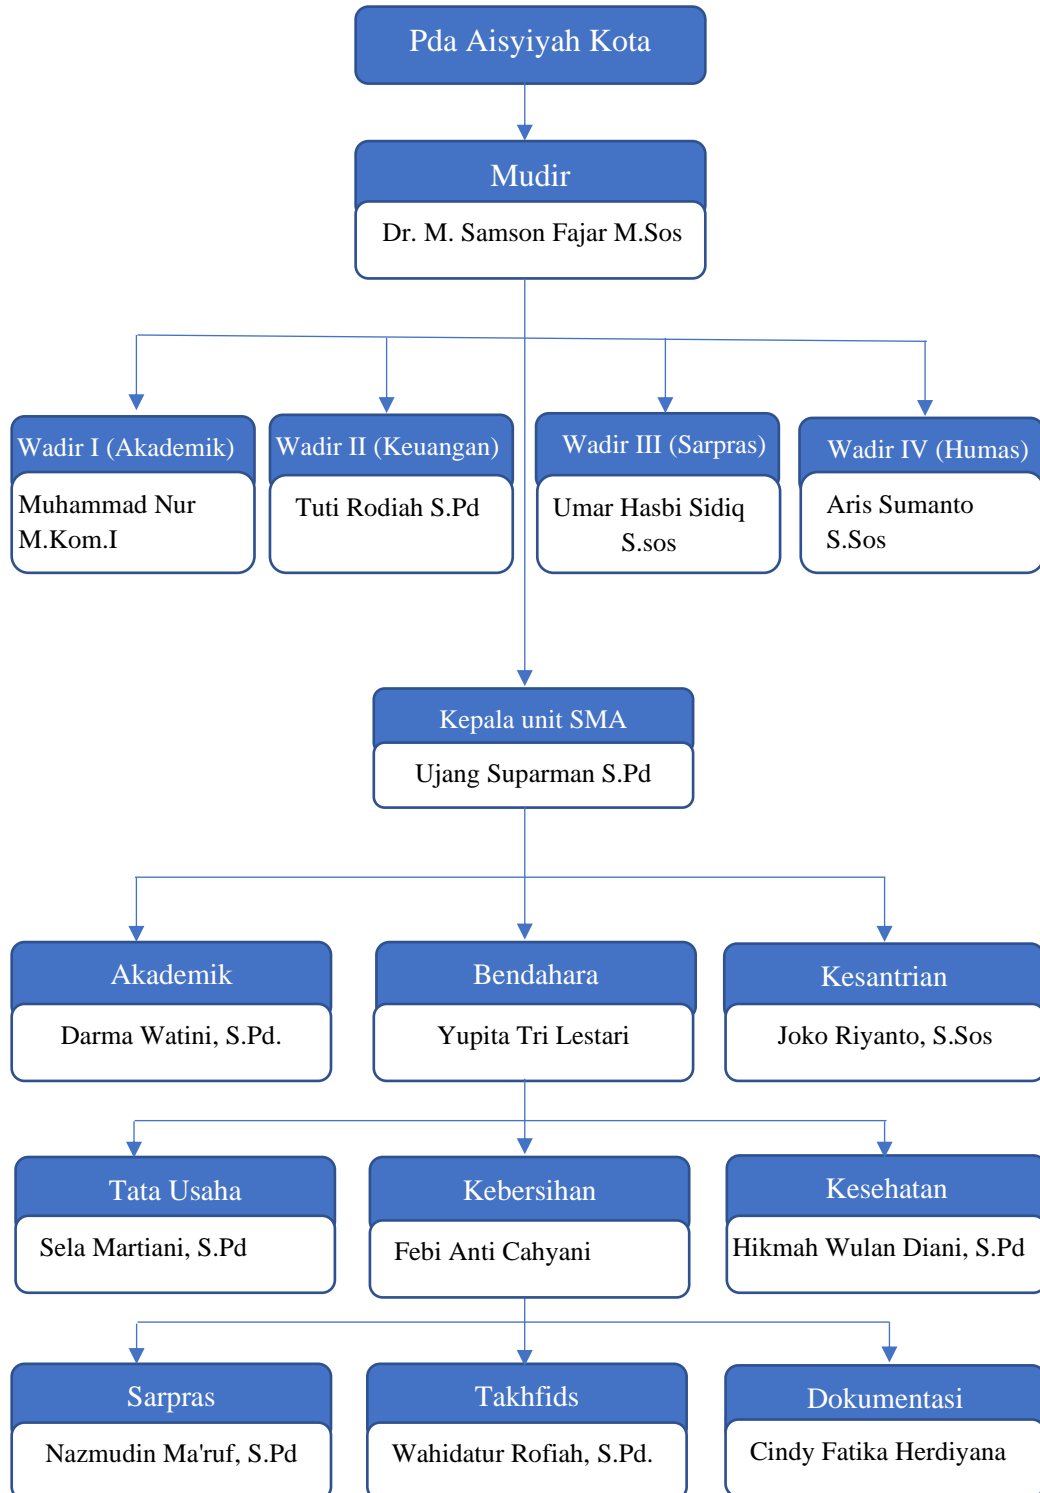 Pda Aisyiyah Kota
Mudir
Dr. M. Samson Fajar M.Sos
Wadir I (Akademik)
Muhammad Nur
M.Kom.I
Wadir II (Keuangan)
Tuti Rodiah S.Pd
Wadir III (Sarpras)
Umar Hasbi Sidiq
S.sos
Wadir IV (Humas)
Aris Sumanto
S.Sos
Kepala unit SMA
Ujang Suparman S.Pd
Akademik
Darma Watini, S.Pd.
Bendahara
Yupita Tri Lestari
Kesantrian
Joko Riyanto, S.Sos
Tata Usaha
Sela Martiani, S.Pd
Kebersihan
Febi Anti Cahyani
Kesehatan
Hikmah Wulan Diani, S.Pd
Sarpras
Nazmudin Ma'ruf, S.Pd
Takhfids
Wahidatur Rofiah, S.Pd.
Dokumentasi
Cindy Fatika Herdiyana